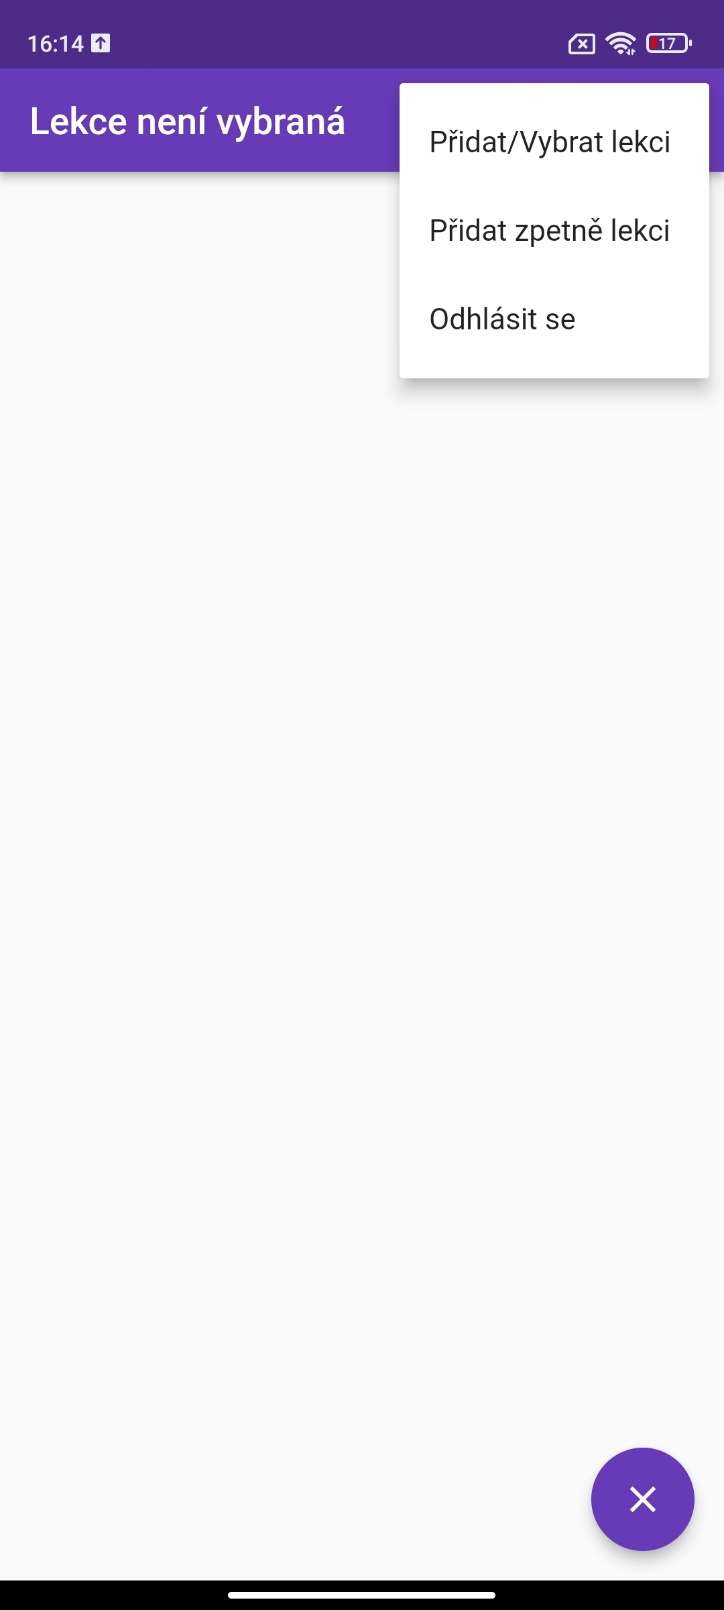 16:14
17
Lekce není vybraná
Přidat/Vybrat lekci
Přidat zpetně lekci
Odhlásit se